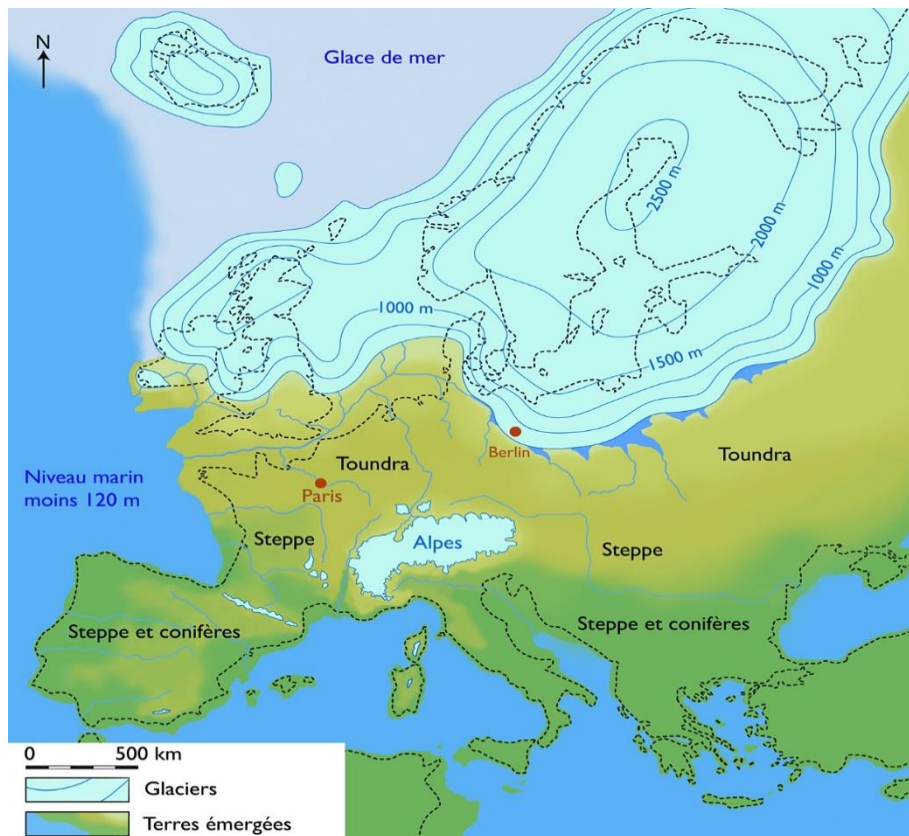 N
Glace de mer
2500 m
2000 m
1000 m
1000 m
1500 m
Berlin
Toundra
Toundra
Niveau marin
moins 120 m
Paris
Steppe
Alpes
Steppe
Steppe et conifères
Steppe et conifères
0 500 km
Glaciers
Terres émergées